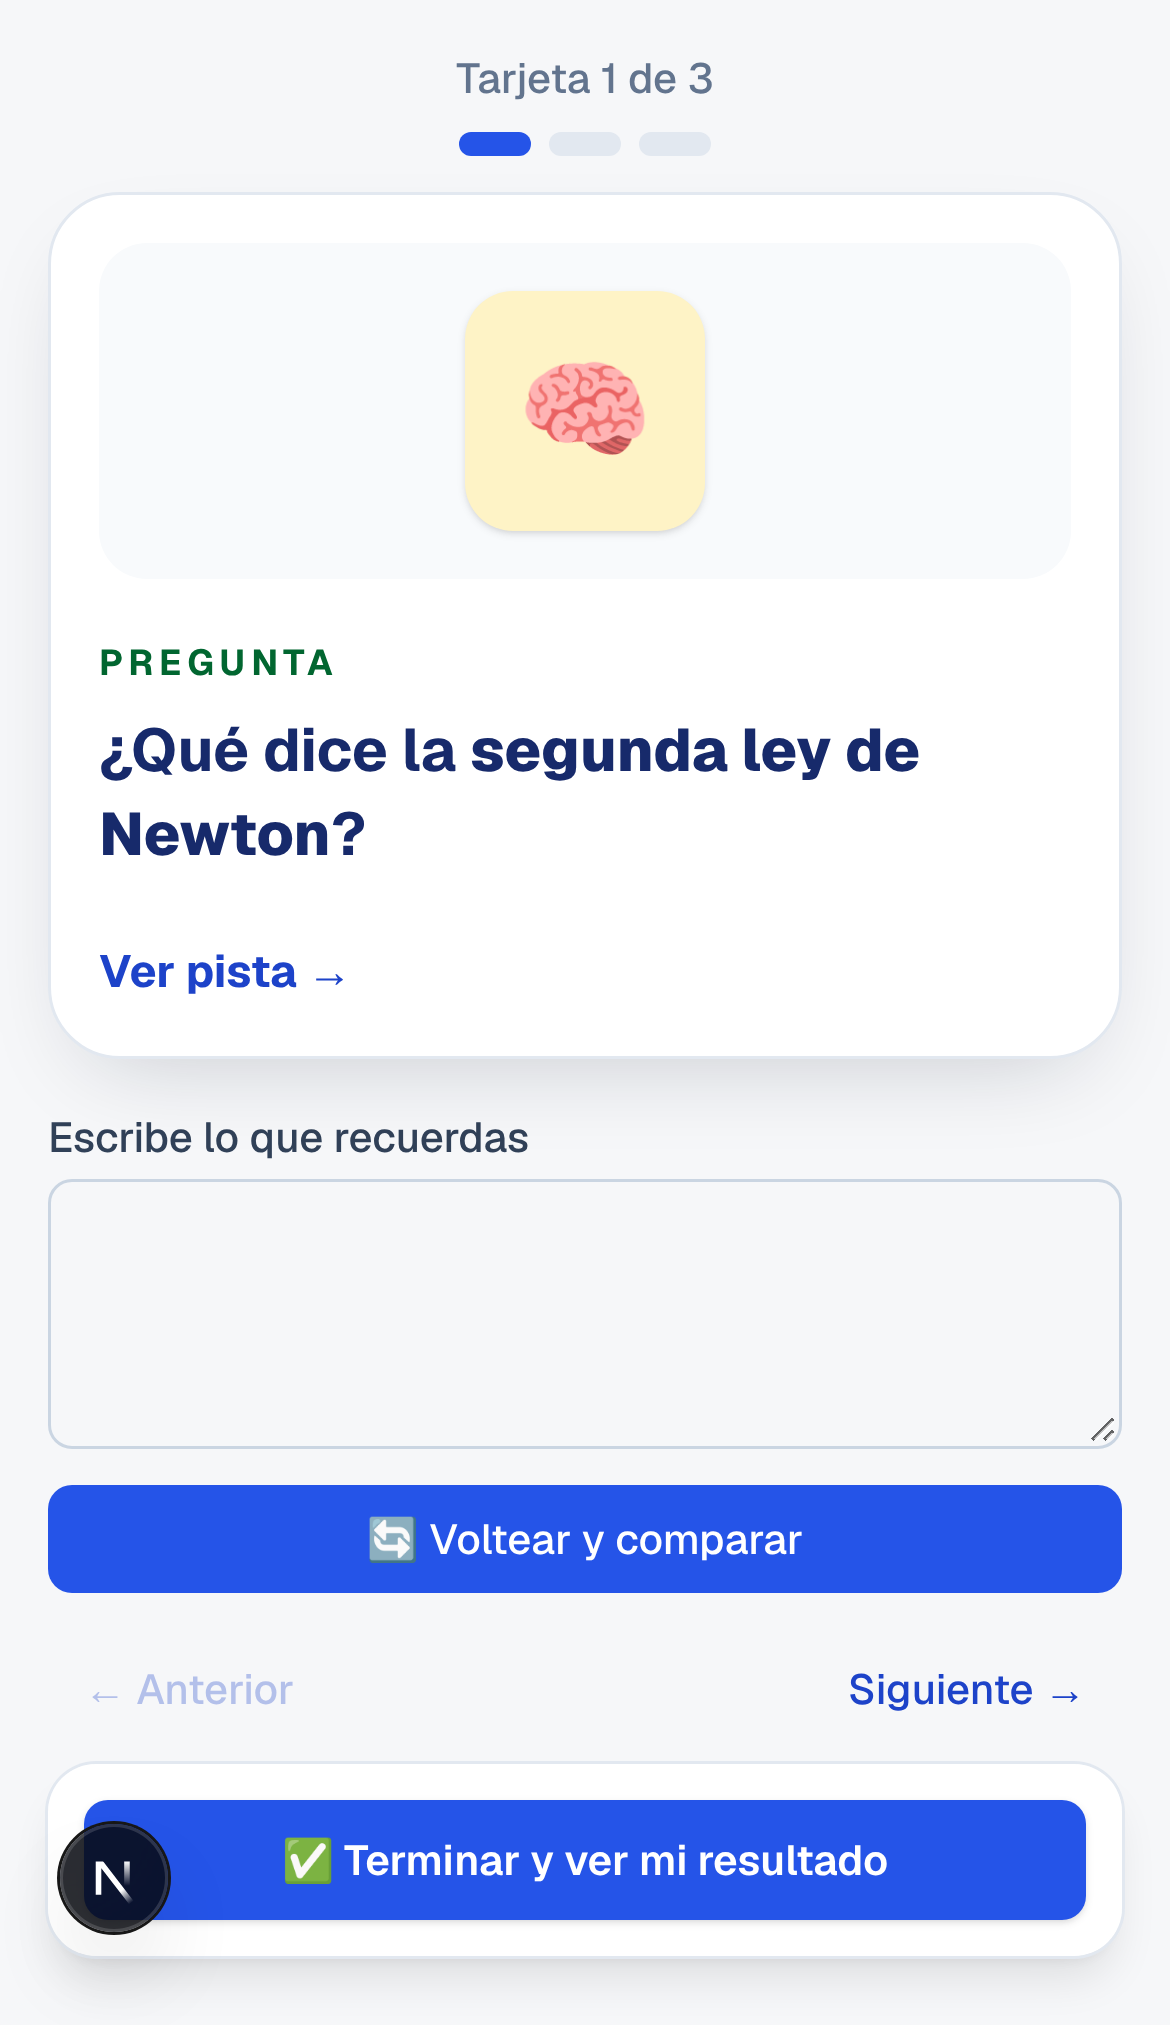 Tarjeta 1 de 3
PREGUNTA
¿Qué dice la segunda ley de
Newton?
Ver pista →
Escribe lo que recuerdas
🔄 Voltear y comparar
← Anterior
Siguiente →
✅ Terminar y ver mi resultado
N